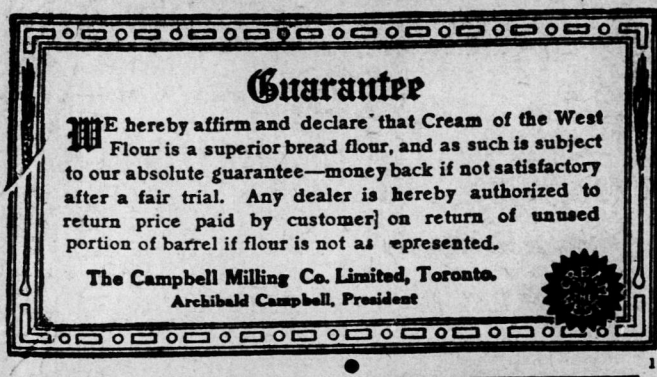 Guarantee
WE hereby affirm and declare that Cream of the West
Flour is a superior bread flour, and as such is subject
to our absolute guarantee—money back if not satisfactory
after a fair trial. Any dealer is hereby authorized to
return price paid by customer] on return of unused
portion of barrel if flour is not as epresented.
The Campbell Milling Co. Limited, Toronto.
Archibald Campbell, President
1